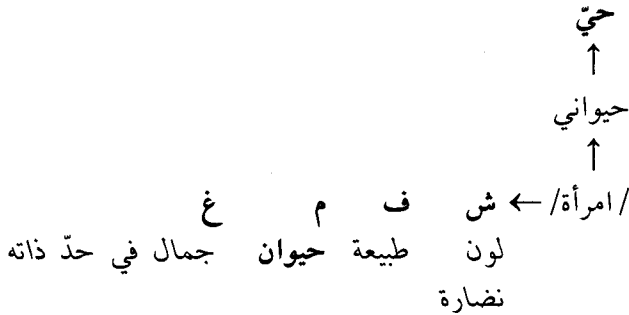 حيّ
↑
حيواني
↑
/امرأة/ ← ش ف م غ
لون طبيعة حيوان جمال في حدّ ذاته
نضارة